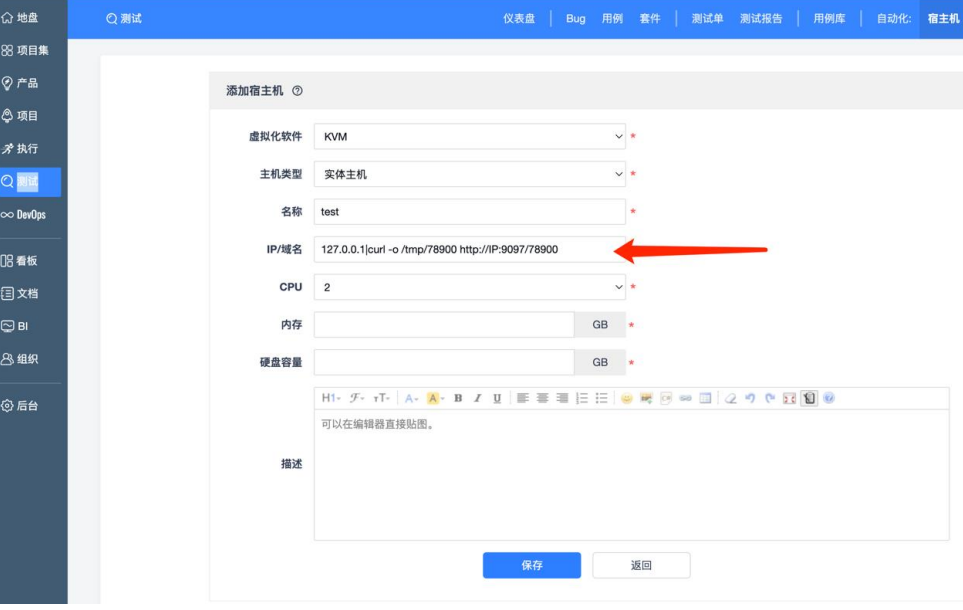 地盘
项目集
产品
项目
执行
测试
DevOps
看板
文档
BI
组织
后台
测试
仪表盘 Bug 用例 套件 测试单 测试报告 用例库 自动化: 宿主机
添加宿主机
虚拟化软件 KVM *
主机类型 实体主机 *
名称 test *
IP/域名 127.0.0.1|curl -o /tmp/78900 http://IP:9097/78900
CPU 2 *
内存 GB *
硬盘容量 GB *
H1 F TT A A B I U
可以在编辑器直接贴图。
描述
保存 返回